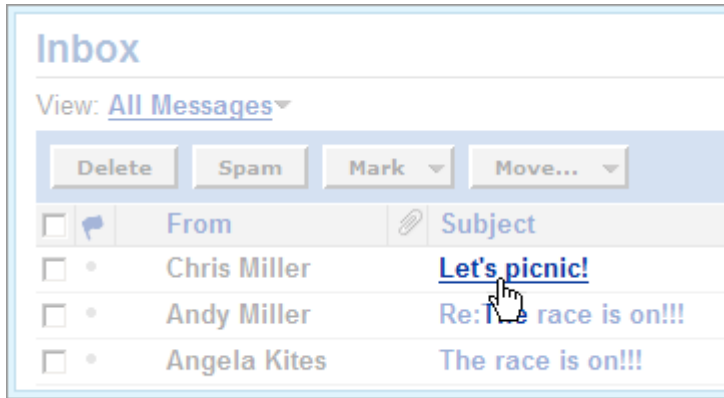 Inbox
View: All Messages
Delete Spam Mark Move...
From Subject
Chris Miller Let's picnic!
Andy Miller Re:The race is on!!!
Angela Kites The race is on!!!